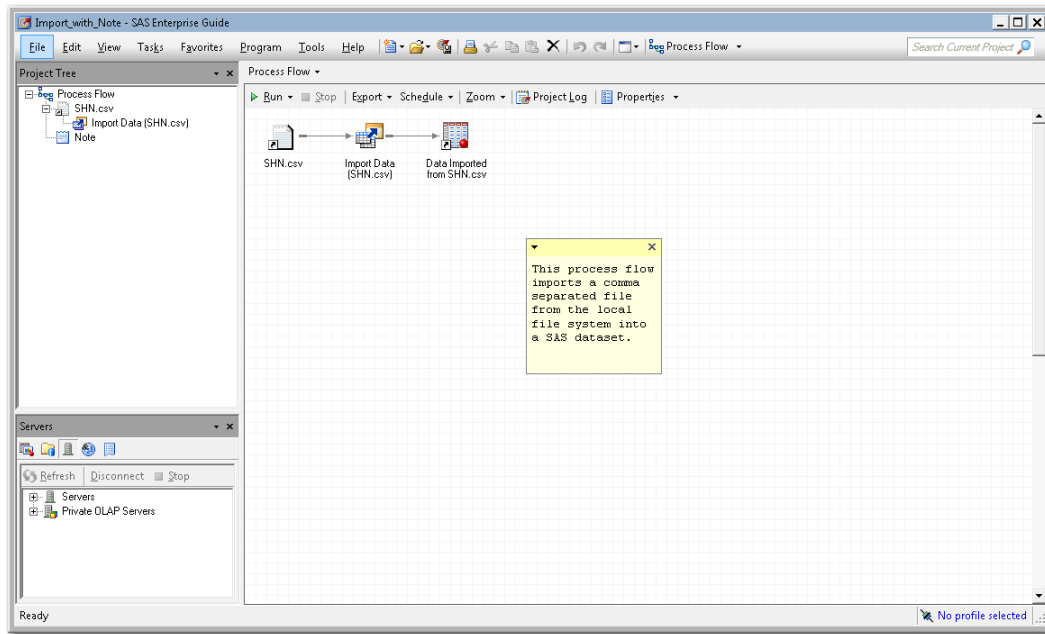 Import_with_Note - SAS Enterprise Guide
File Edit View Tasks Favorites Program Tools Help Process Flow Search Current Project
Project Tree
Process Flow
SHN.csv
Import Data (SHN.csv)
Note
Process Flow
Run Stop Export Schedule Zoom Project Log Properties
SHN.csv
Import Data
(SHN.csv)
Data Imported
from SHN.csv
This process flow
imports a comma
separated file
from the local
file system into
a SAS dataset.
Servers
Refresh Disconnect Stop
Servers
Private OLAP Servers
Ready
No profile selected